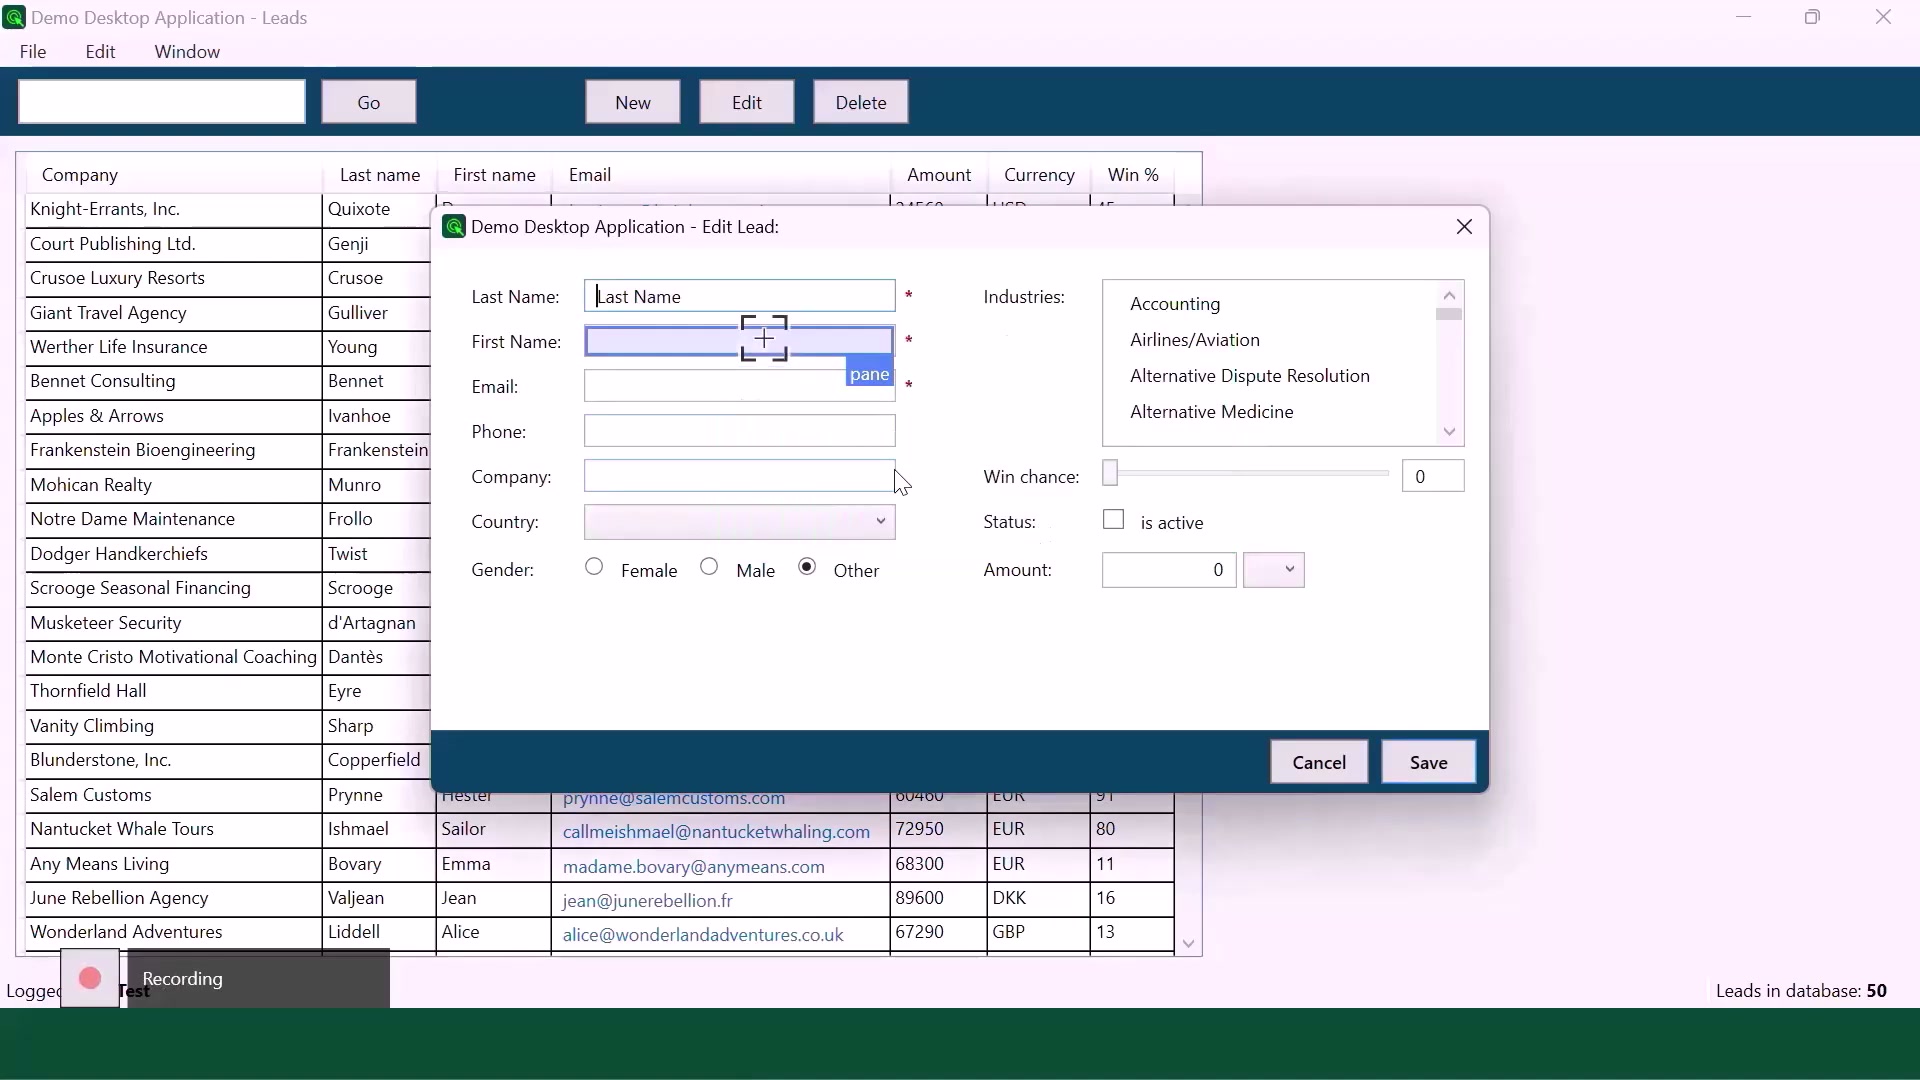 Demo Desktop Application - Leads
File Edit Window
Go New Edit Delete
Company Last name First name Email Amount Currency Win %
Knight-Errants, Inc. Quixote
Court Publishing Ltd. Genji
Crusoe Luxury Resorts Crusoe
Giant Travel Agency Gulliver
Werther Life Insurance Young
Bennet Consulting Bennet
Apples & Arrows Ivanhoe
Frankenstein Bioengineering Frankenstein
Mohican Realty Munro
Notre Dame Maintenance Frollo
Dodger Handkerchiefs Twist
Scrooge Seasonal Financing Scrooge
Musketeer Security d'Artagnan
Monte Cristo Motivational Coaching Dantès
Thornfield Hall Eyre
Vanity Climbing Sharp
Blunderstone, Inc. Copperfield
Salem Customs Prynne Hester prynne@salemcustoms.com 60460 EUR 91
Nantucket Whale Tours Ishmael Sailor callmeishmael@nantucketwhaling.com 72950 EUR 80
Any Means Living Bovary Emma madame.bovary@anymeans.com 68300 EUR 11
June Rebellion Agency Valjean Jean jean@junerebellion.fr 89600 DKK 16
Wonderland Adventures Liddell Alice alice@wonderlandadventures.co.uk 67290 GBP 13
Demo Desktop Application - Edit Lead:
Last Name: Last Name *
First Name: *
pane
Email: *
Phone:
Company:
Country:
Gender: Female Male Other
Industries: Accounting
Airlines/Aviation
Alternative Dispute Resolution
Alternative Medicine
Win chance: 0
Status: is active
Amount: 0
Cancel Save
Recording
Logged Test
Leads in database: 50